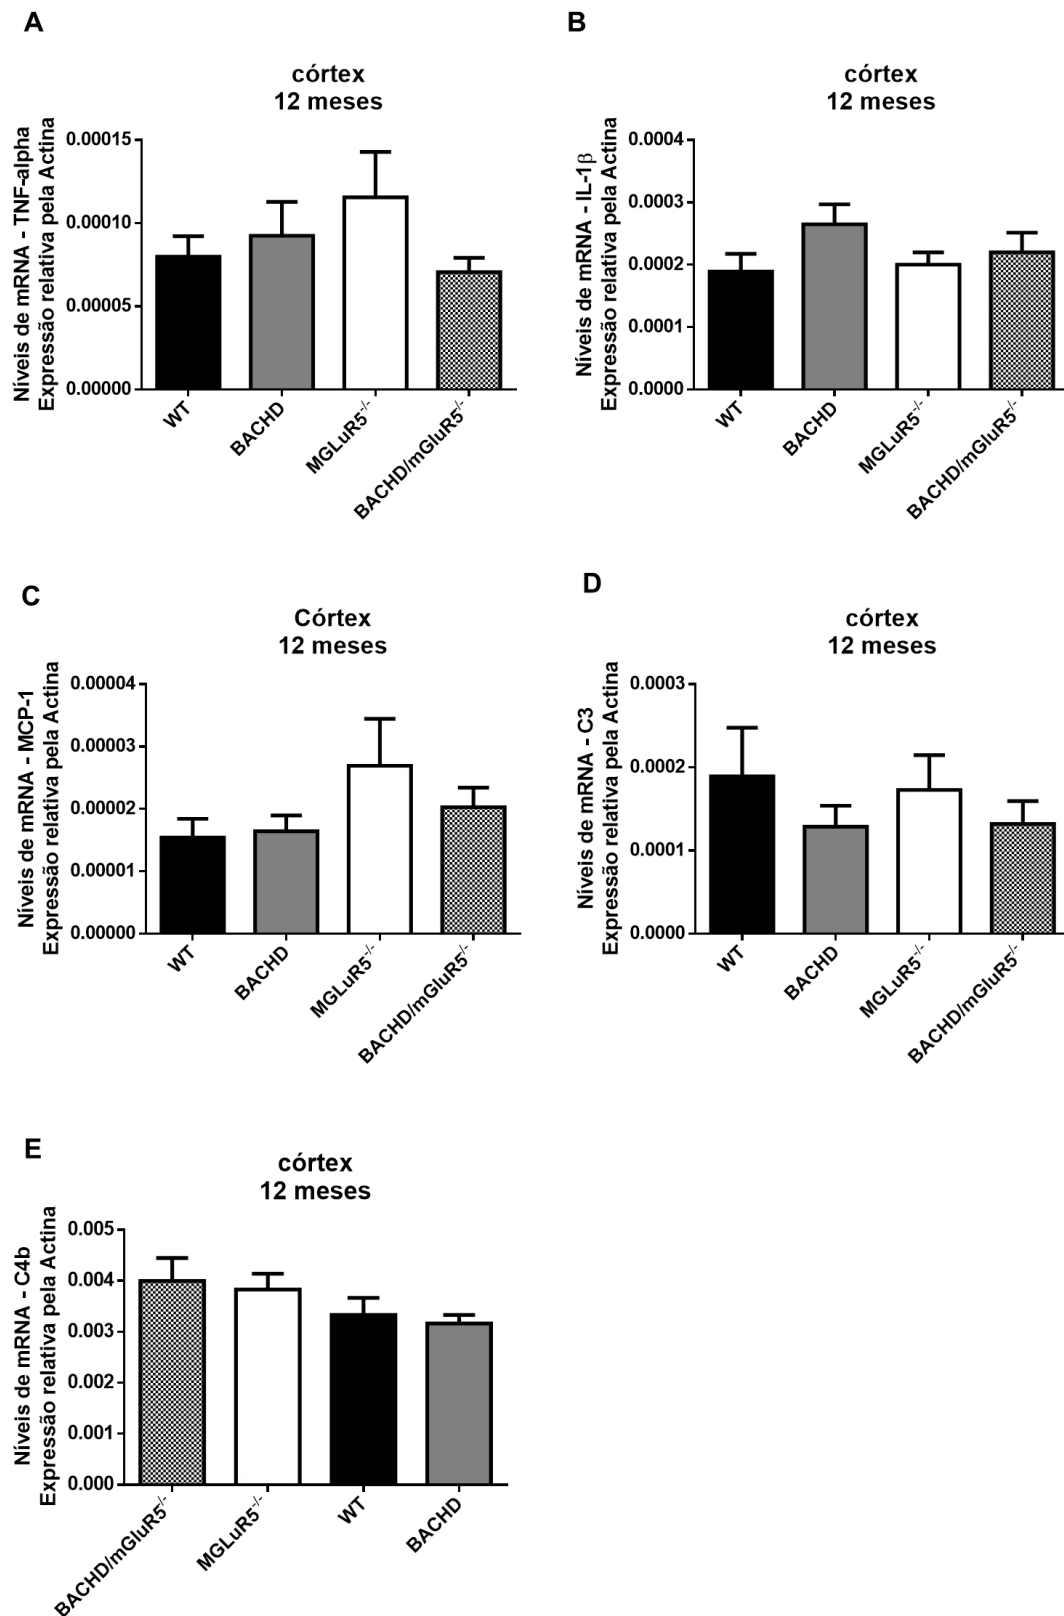 A
córtex
12 meses
Níveis de mRNA - TNF-alpha
Expressão relativa pela Actina
0.00015
0.00010
0.00005
0.00000
WT
BACHD
MGLuR5-/-
BACHD/mGluR5-/-
B
córtex
12 meses
Níveis de mRNA - IL-1β
Expressão relativa pela Actina
0.0004
0.0003
0.0002
0.0001
0.0000
WT
BACHD
MGLuR5-/-
BACHD/mGluR5-/-
C
Córtex
12 meses
Níveis de mRNA - MCP-1
Expressão relativa pela Actina
0.00004
0.00003
0.00002
0.00001
0.00000
WT
BACHD
MGLuR5-/-
BACHD/mGluR5-/-
D
córtex
12 meses
Níveis de mRNA - C3
Expressão relativa pela Actina
0.0003
0.0002
0.0001
0.0000
WT
BACHD
MGLuR5-/-
BACHD/mGluR5-/-
E
córtex
12 meses
Níveis de mRNA - C4b
Expressão relativa pela Actina
0.005
0.004
0.003
0.002
0.001
0.000
BACHD/mGluR5-/-
MGLuR5-/-
WT
BACHD